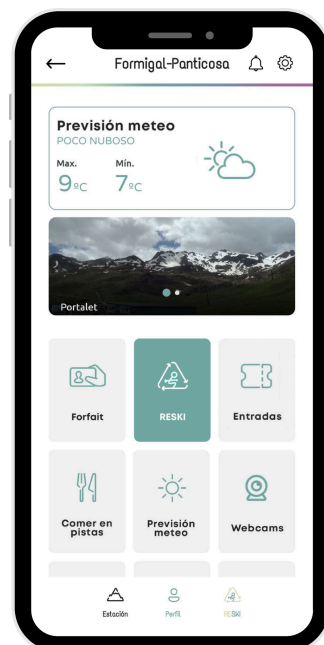 Formigal-Panticosa
Previsión meteo
POCO NUBOSO
Max. Mín.
9ºC 7ºC
Portalet
Forfait RESKI Entradas
Comer en Previsión Webcams
pistas meteo
Estación Perfil RESKI